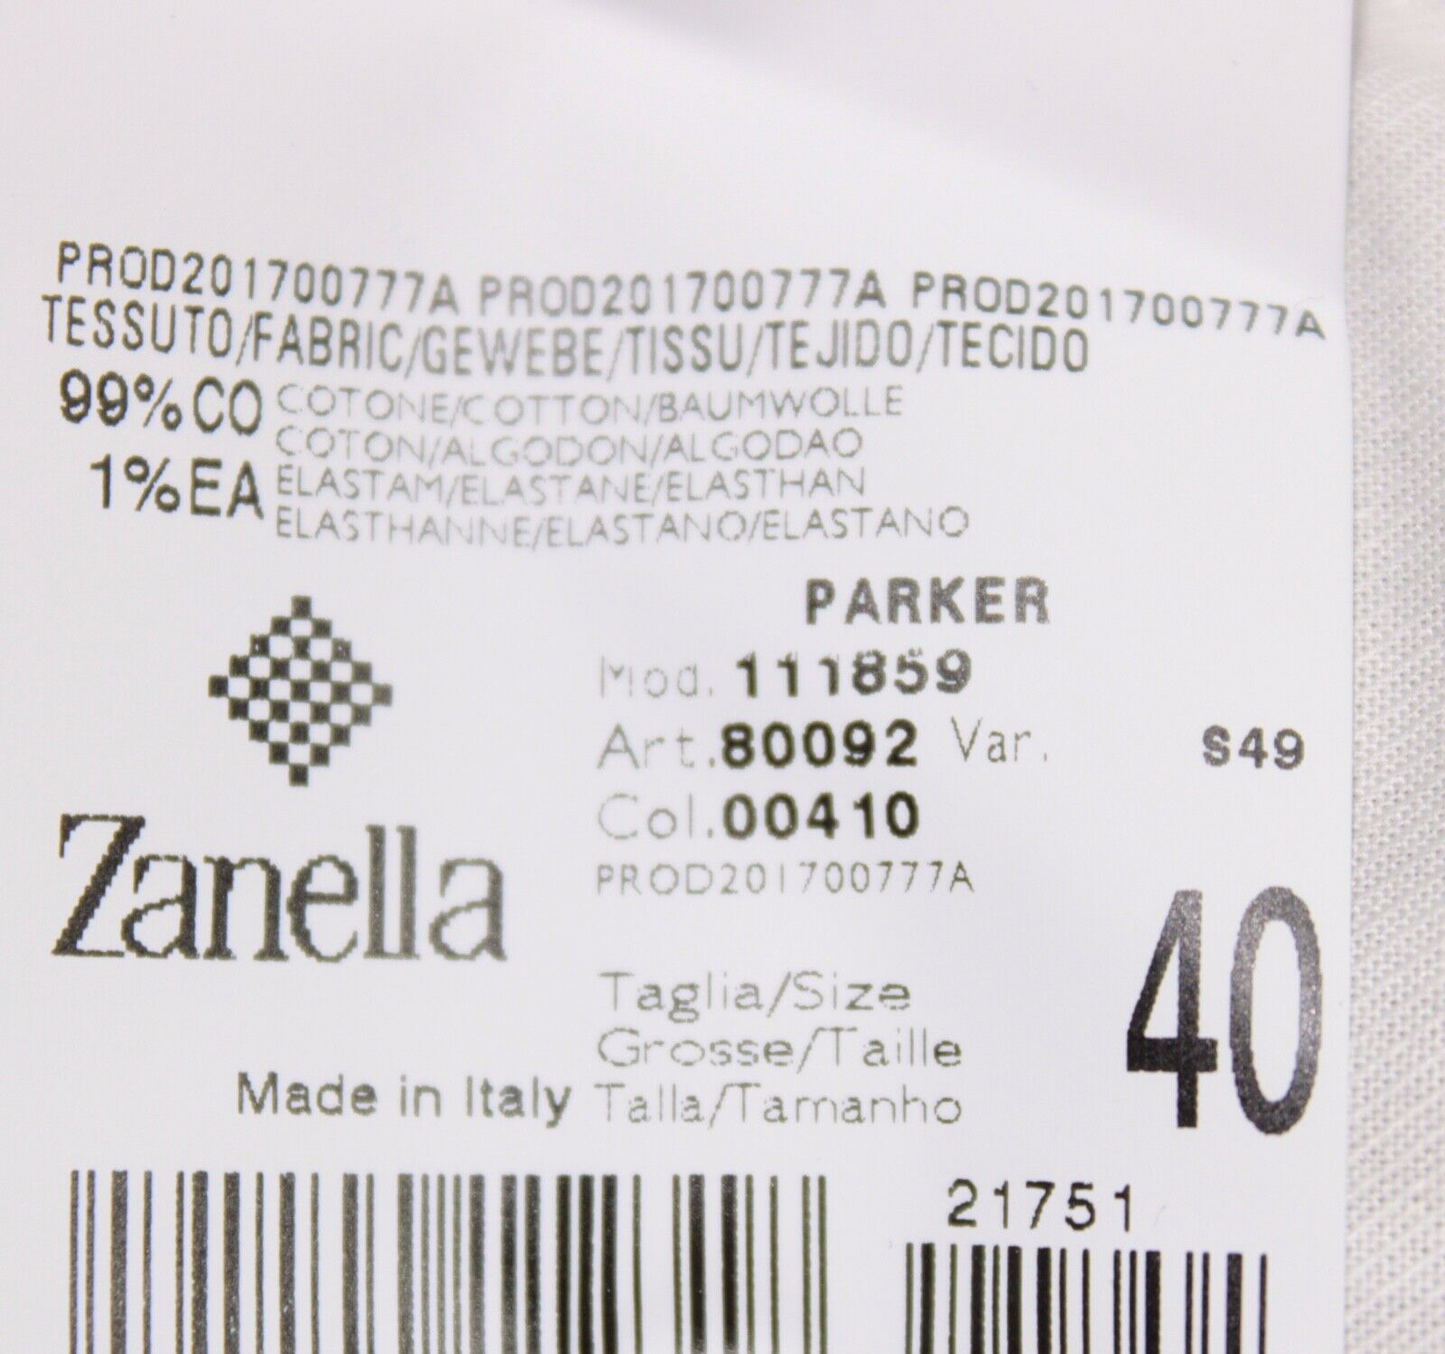 PROD201700777A PROD201700777A PROD201700777A
TESSUTO/FABRIC/GEWEBE/TISSU/TEJIDO/TECIDO
99%CO COTONE/COTTON/BAUMWOLLE
COTON/ALGODON/ALGODAO
1%EA ELASTAM/ELASTANE/ELASTHAN
ELASTHANNE/ELASTANO/ELASTANO
PARKER
Mod. 111859
Art.80092 Var. S49
Col.00410
PROD201700777A
Zanella
40
Taglia/Size
Grosse/Taille
Made in Italy Talla/Tamanho
21751